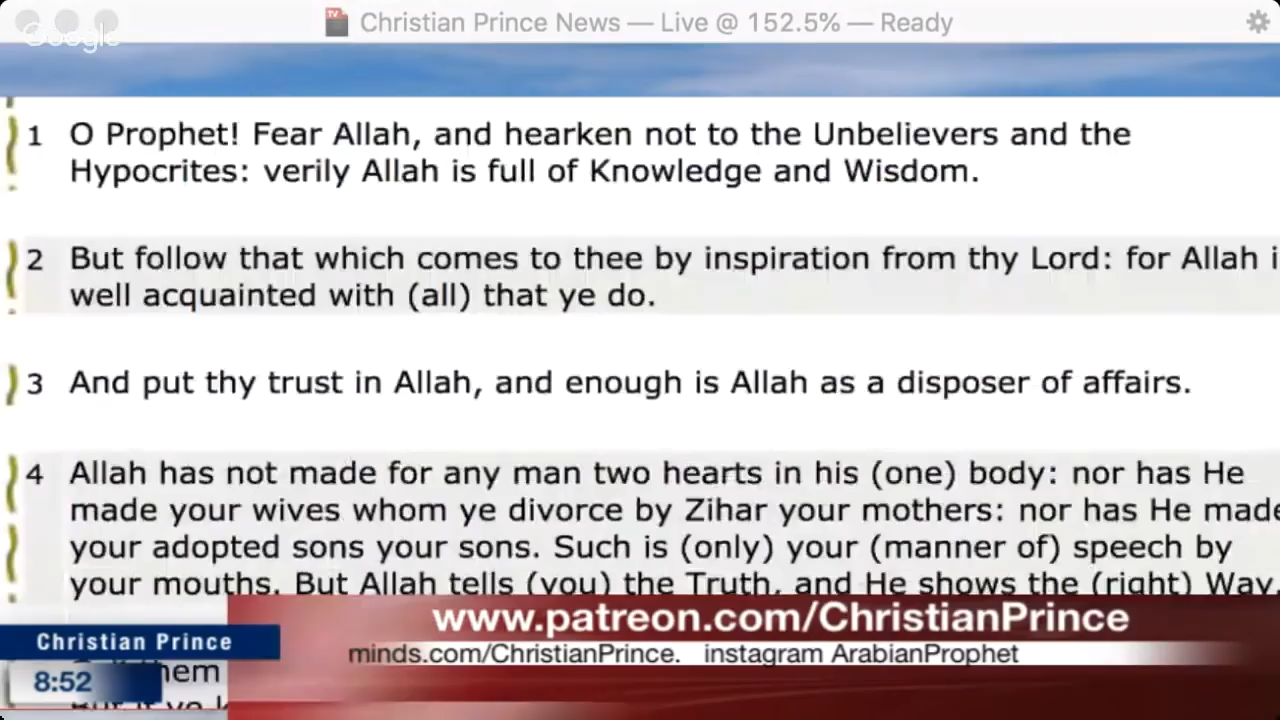 Christian Prince News — Live @ 152.5% — Ready
Google
1 O Prophet! Fear Allah, and hearken not to the Unbelievers and the
Hypocrites: verily Allah is full of Knowledge and Wisdom.
2 But follow that which comes to thee by inspiration from thy Lord: for Allah i
well acquainted with (all) that ye do.
3 And put thy trust in Allah, and enough is Allah as a disposer of affairs.
4 Allah has not made for any man two hearts in his (one) body: nor has He
made your wives whom ye divorce by Zihar your mothers: nor has He made
your adopted sons your sons. Such is (only) your (manner of) speech by
your mouths. But Allah tells (you) the Truth, and He shows the (right) Way.
www.patreon.com/ChristianPrince
Christian Prince
minds.com/ChristianPrince. instagram ArabianProphet
them
8:52